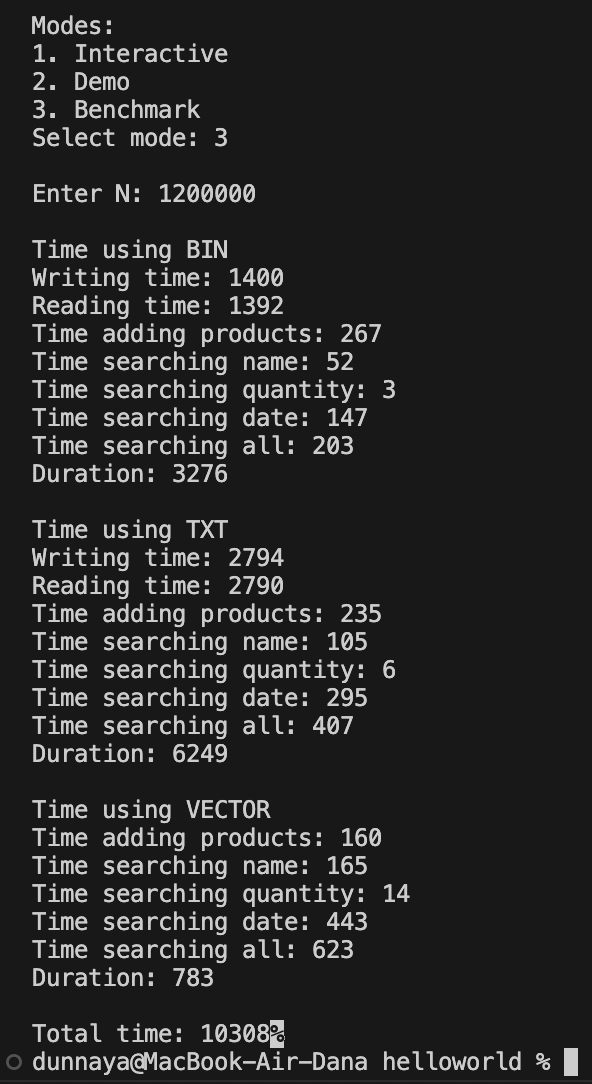 Modes:
1. Interactive
2. Demo
3. Benchmark
Select mode: 3
Enter N: 1200000
Time using BIN
Writing time: 1400
Reading time: 1392
Time adding products: 267
Time searching name: 52
Time searching quantity: 3
Time searching date: 147
Time searching all: 203
Duration: 3276
Time using TXT
Writing time: 2794
Reading time: 2790
Time adding products: 235
Time searching name: 105
Time searching quantity: 6
Time searching date: 295
Time searching all: 407
Duration: 6249
Time using VECTOR
Time adding products: 160
Time searching name: 165
Time searching quantity: 14
Time searching date: 443
Time searching all: 623
Duration: 783
Total time: 10308%
dunnaya@MacBook-Air-Dana helloworld %